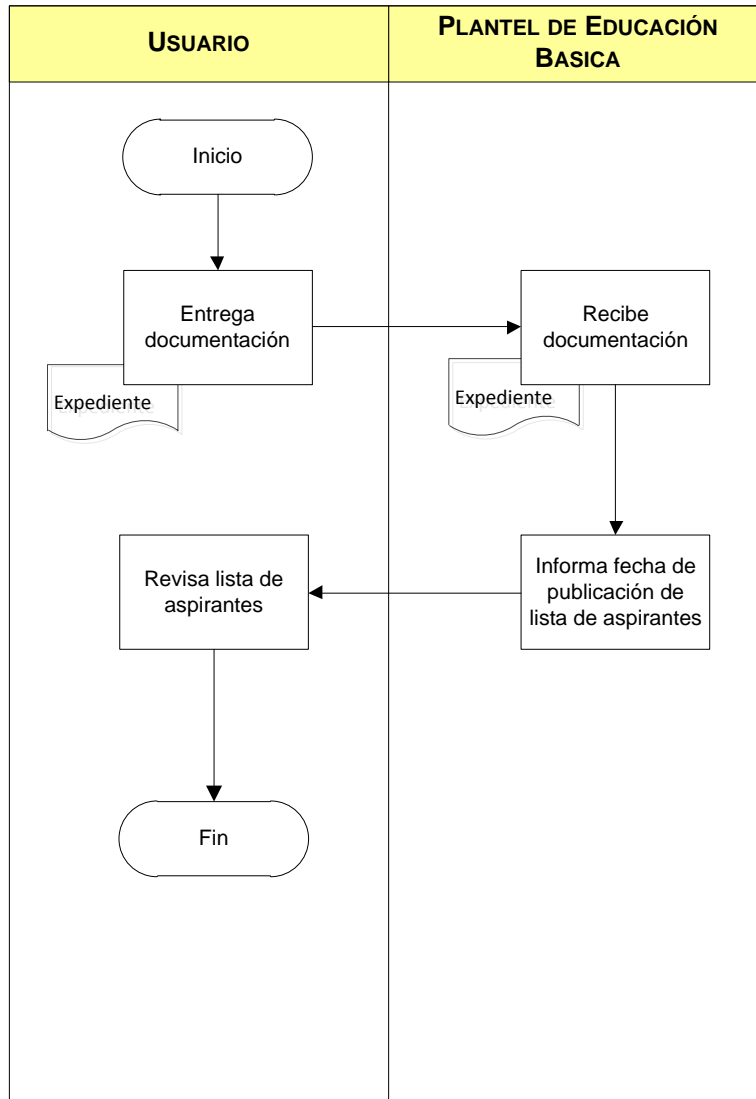 USUARIO
PLANTEL DE EDUCACIÓN
BASICA
Inicio
Entrega
documentación
Expediente
Recibe
documentación
Expediente
Informa fecha de
publicación de
lista de aspirantes
Revisa lista de
aspirantes
Fin